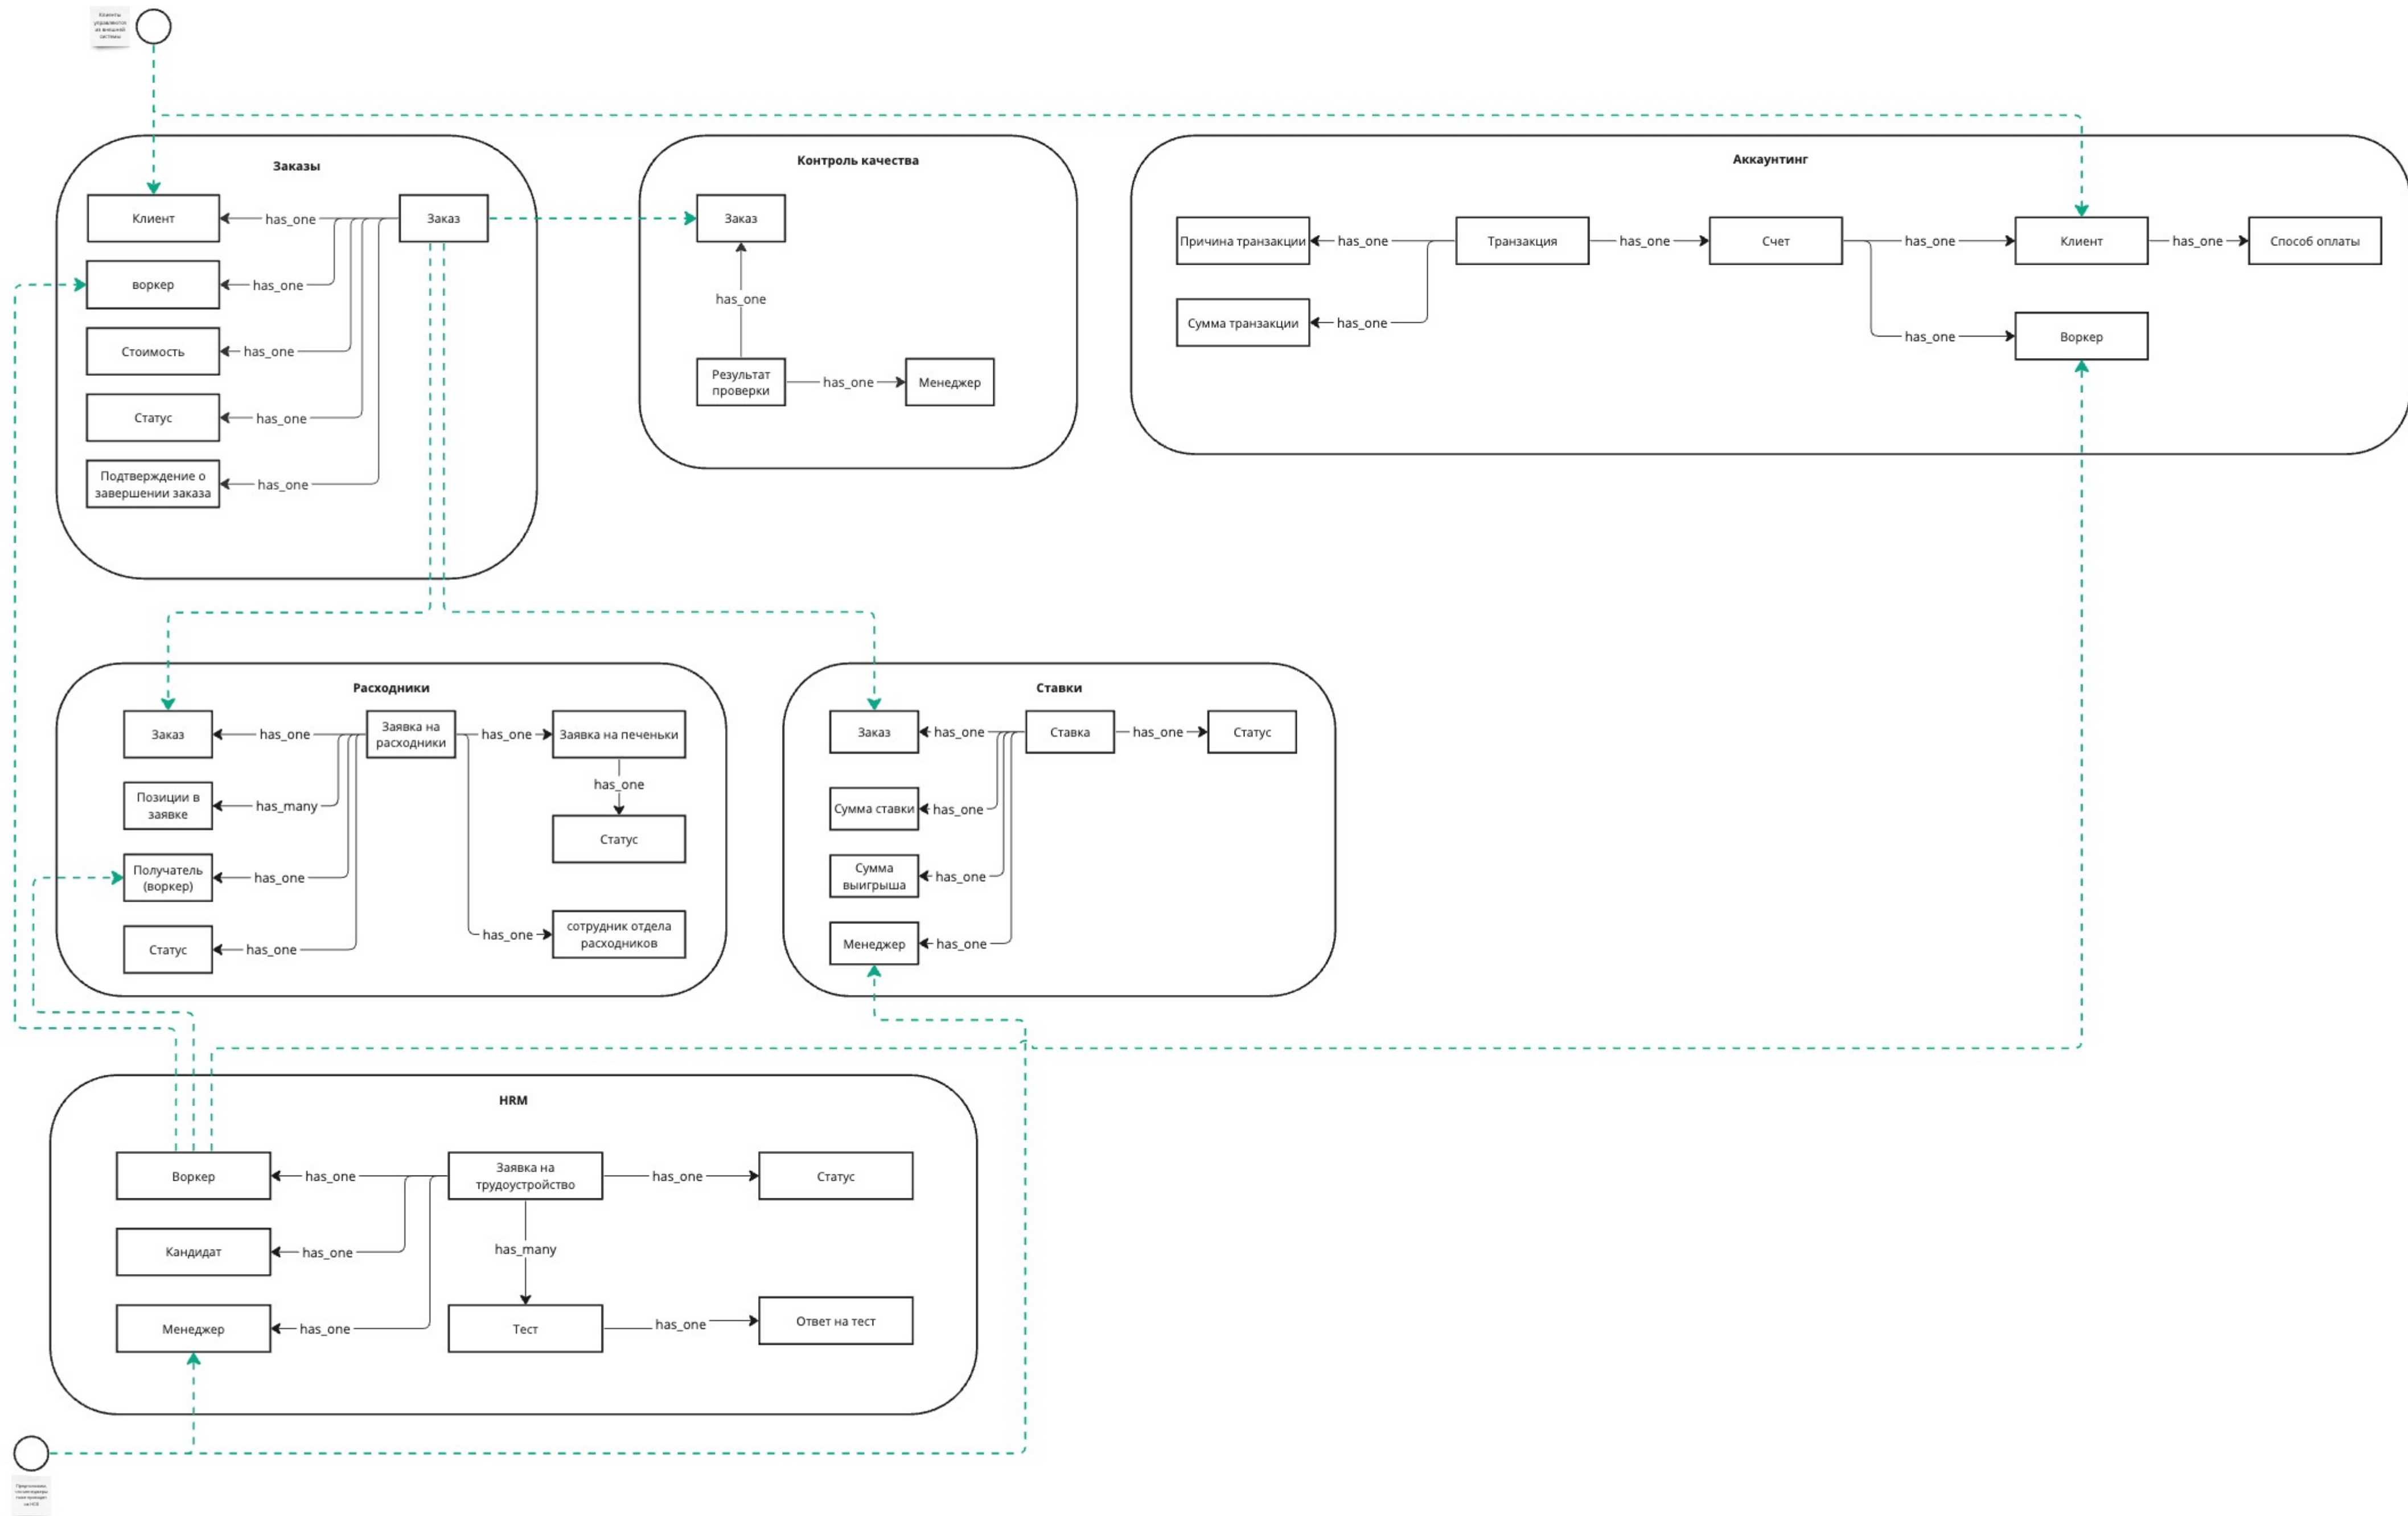 Клиенты
управляются
из внешней
системы
Заказы
Клиент
has_one
Заказ
воркер
has_one
Стоимость
has_one
Статус
has_one
Подтверждение о
завершении заказа
has_one
Контроль качества
Заказ
has_one
Результат
проверки
has_one
Менеджер
Аккаунтинг
Причина транзакции
has_one
Транзакция
has_one
Счет
has_one
Клиент
has_one
Способ оплаты
Сумма транзакции
has_one
has_one
Воркер
Расходники
Заказ
has_one
Заявка на
расходники
has_one
Заявка на печеньки
has_one
Позиции в
заявке
has_many
Статус
Получатель
(воркер)
has_one
Статус
has_one
has_one
сотрудник отдела
расходников
Ставки
Заказ
has_one
Ставка
has_one
Статус
Сумма ставки
has_one
Сумма
выигрыша
has_one
Менеджер
has_one
HRM
Воркер
has_one
Заявка на
трудоустройство
has_one
Статус
Кандидат
has_one
has_many
Менеджер
has_one
Тест
has_one
Ответ на тест